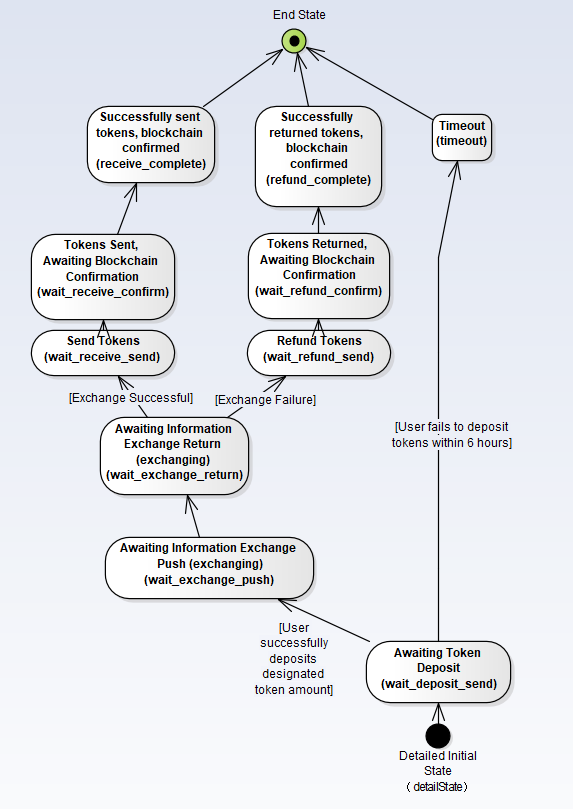 End State
Successfully sent
tokens, blockchain
confirmed
(receive_complete)
Successfully
returned tokens,
blockchain
confirmed
(refund_complete)
Timeout
(timeout)
Tokens Sent,
Awaiting Blockchain
Confirmation
(wait_receive_confirm)
Tokens Returned,
Awaiting Blockchain
Confirmation
(wait_refund_confirm)
Send Tokens
(wait_receive_send)
Refund Tokens
(wait_refund_send)
[Exchange Successful]
[Exchange Failure]
Awaiting Information
Exchange Return
(exchanging)
(wait_exchange_return)
[User fails to deposit
tokens within 6 hours]
Awaiting Information Exchange
Push (exchanging)
(wait_exchange_push)
[User
successfully
deposits
designated
token amount]
Awaiting Token
Deposit
(wait_deposit_send)
Detailed Initial
State
( detailState)